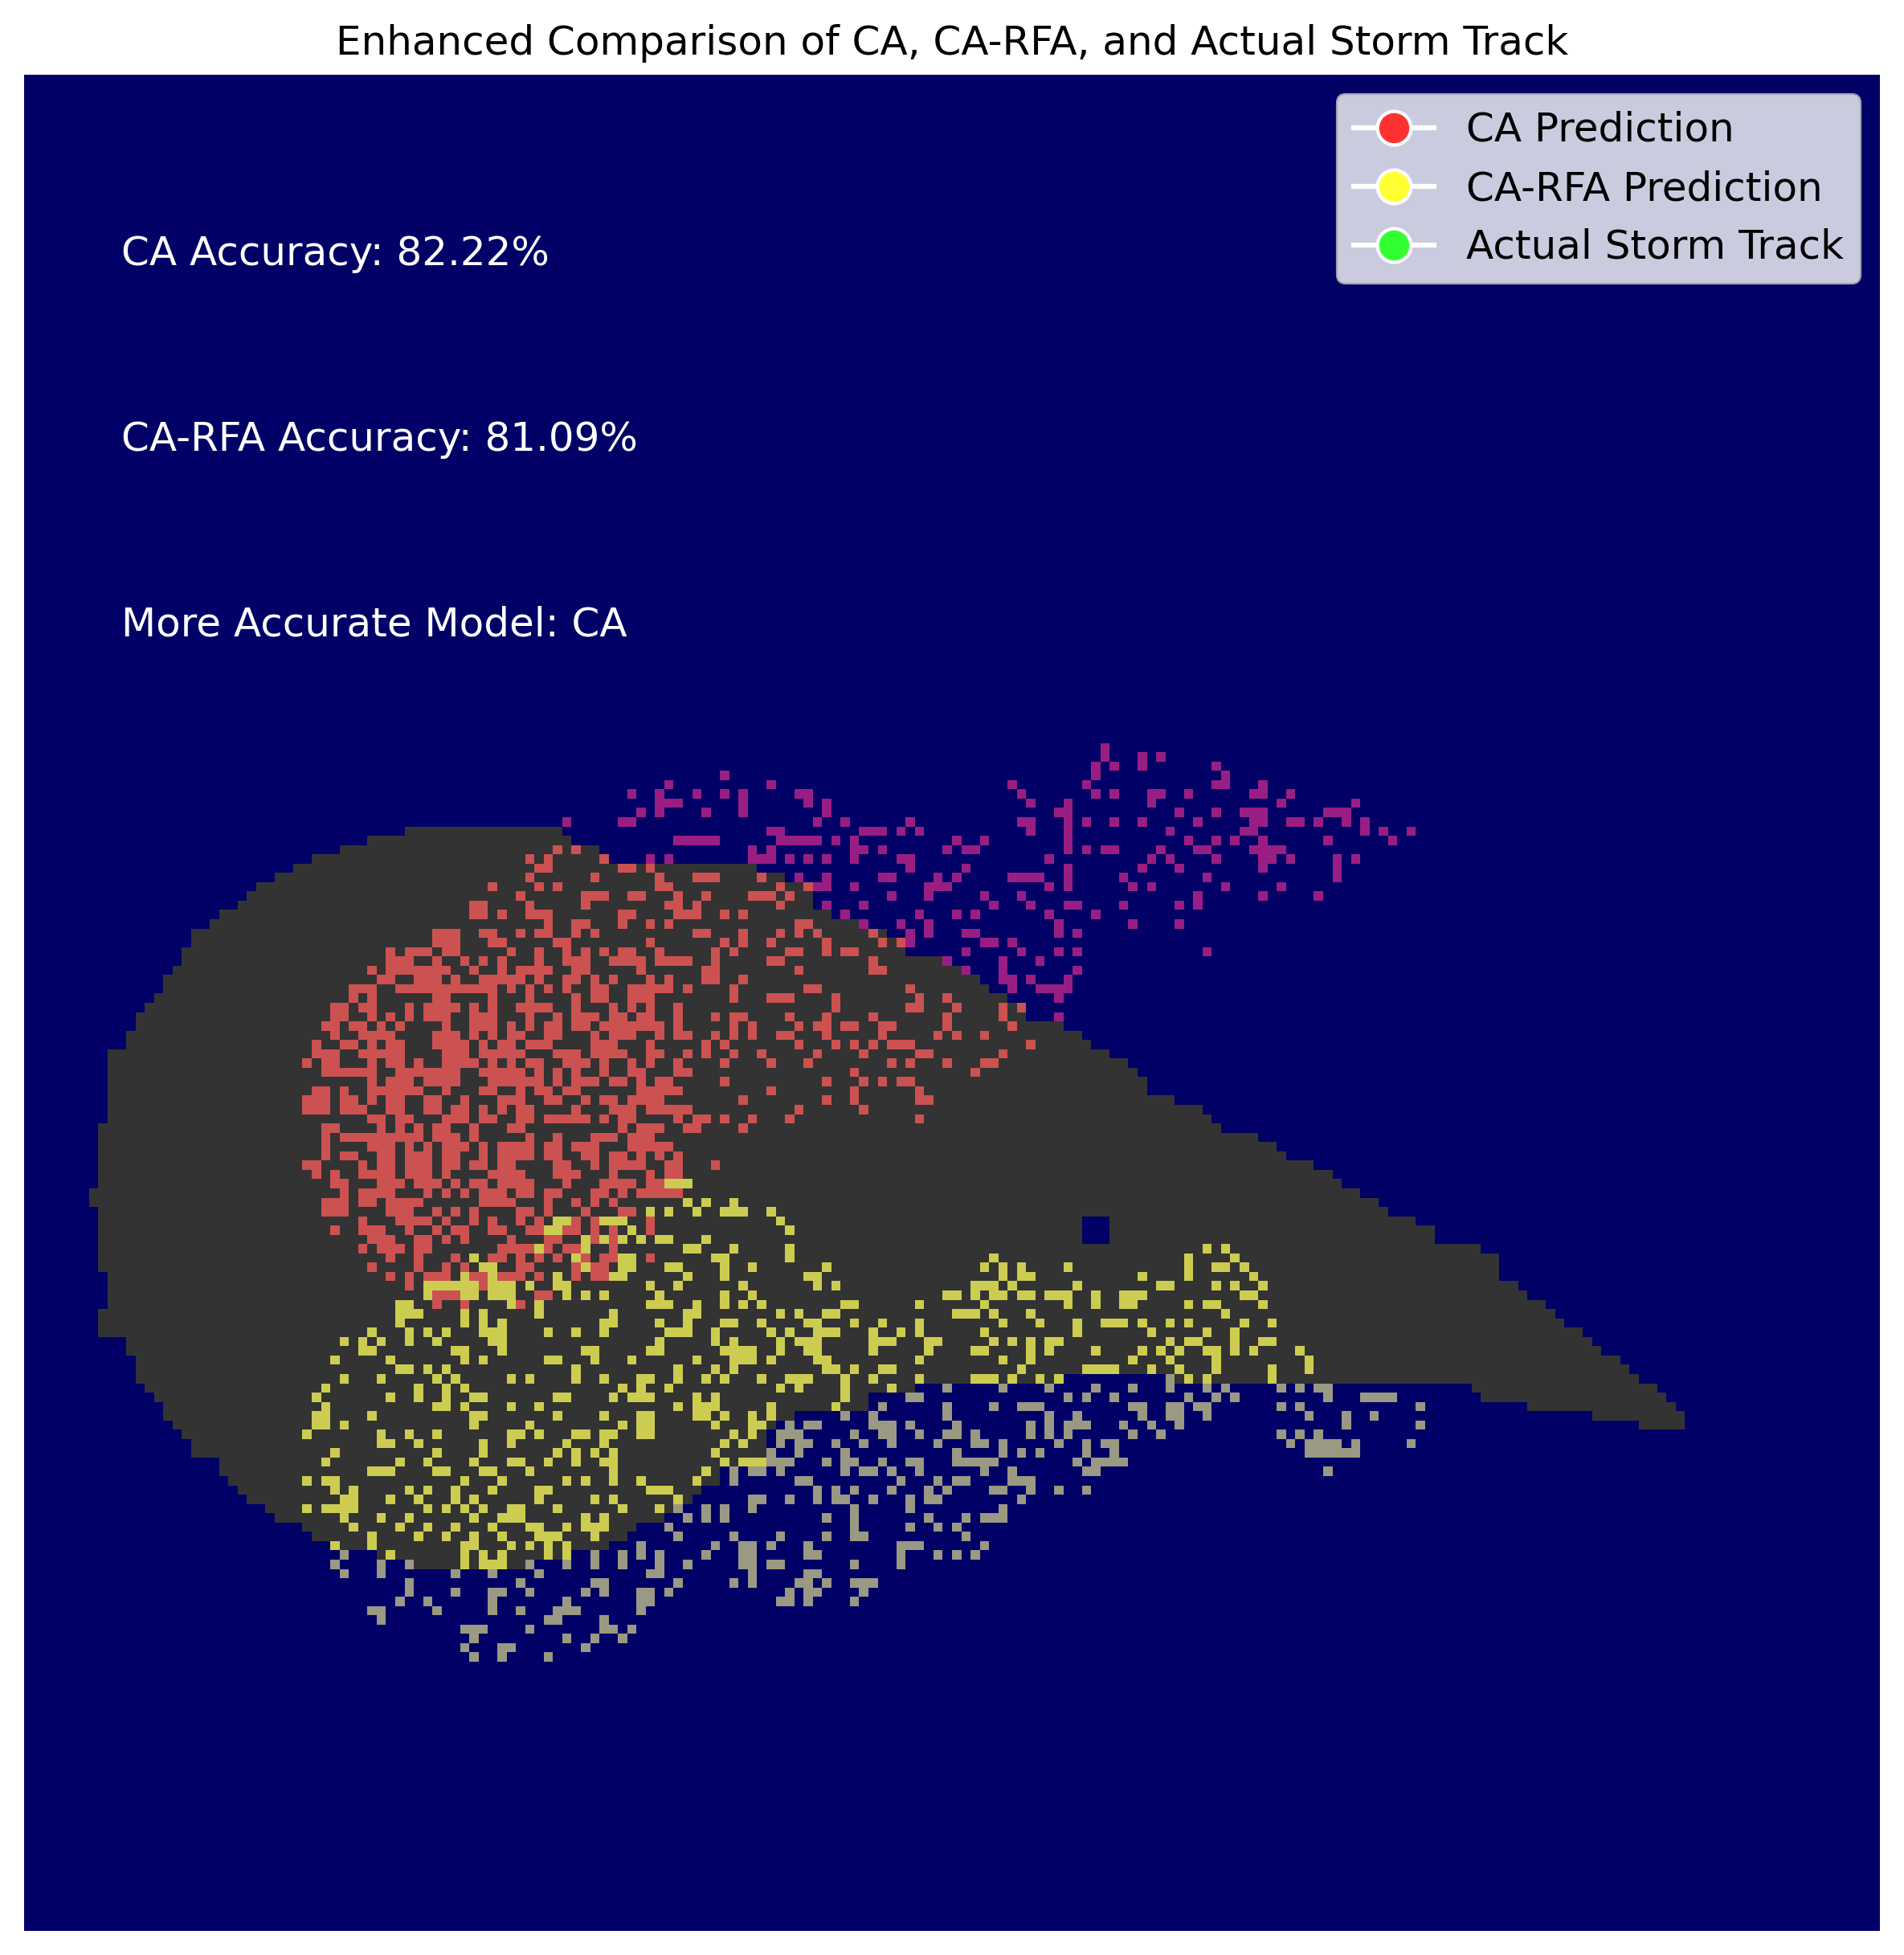 Enhanced Comparison of CA, CA-RFA, and Actual Storm Track
CA Prediction
CA-RFA Prediction
Actual Storm Track
CA Accuracy: 82.22%
CA-RFA Accuracy: 81.09%
More Accurate Model: CA